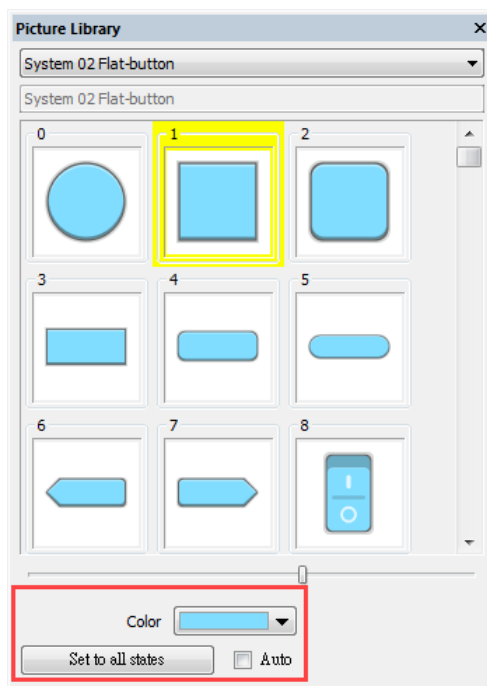 Picture Library
System 02 Flat-button
System 02 Flat-button
0 1 2
3 4 5
6 7 8
Color
Set to all states Auto